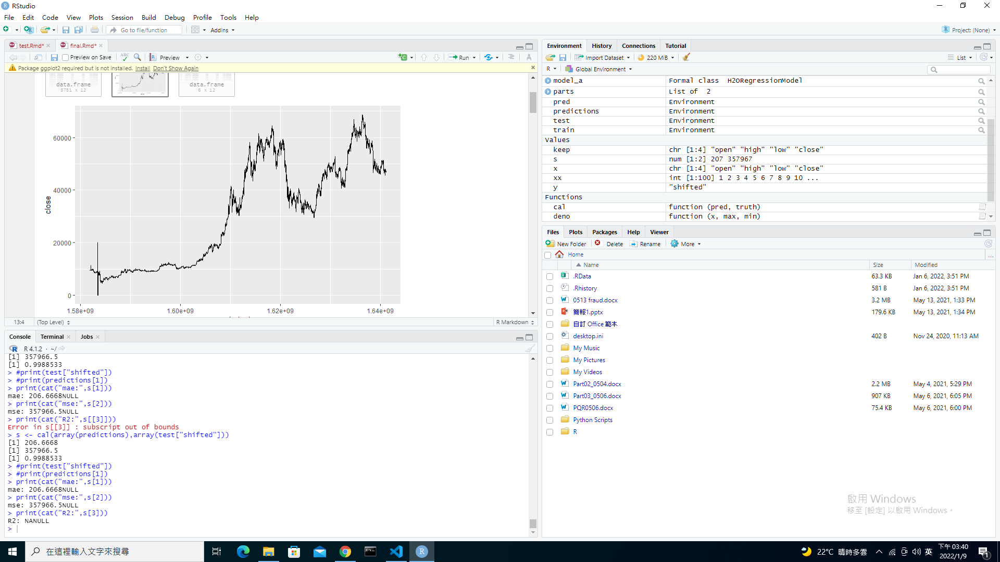 RStudio
File Edit Code View Plots Session Build Debug Profile Tools Help
Go to file/function Addins Project: (None)
test.Rmd* final.Rmd*
Preview on Save ABC Preview Run
Package ggplot2 required but is not installed. Install Don't Show Again
data.frame
8781 x 12
data.frame
6 x 12
close
60000
40000
20000
0
1.58e+09 1.60e+09 1.62e+09 1.64e+09
13:4 (Top Level) R Markdown
Console Terminal Jobs
R 4.1.2 · ~/
[1] 357966.5
[1] 0.9988533
> #print(test["shifted"])
> #print(predictions[1])
> print(cat("mae:",s[1]))
mae: 206.6668NULL
> print(cat("mse:",s[2]))
mse: 357966.5NULL
> print(cat("R2:",s[[3]]))
Error in s[[3]] : subscript out of bounds
> s <- cal(array(predictions),array(test["shifted"]))
[1] 206.6668
[1] 357966.5
[1] 0.9988533
> #print(test["shifted"])
> #print(predictions[1])
> print(cat("mae:",s[1]))
mae: 206.6668NULL
> print(cat("mse:",s[2]))
mse: 357966.5NULL
> print(cat("R2:",s[3]))
R2: NANULL
>
Environment History Connections Tutorial
Import Dataset 220 MiB List
R Global Environment
model_a Formal class H2ORegressionModel
parts List of 2
pred Environment
predictions Environment
test Environment
train Environment
Values
keep chr [1:4] "open" "high" "low" "close"
s num [1:2] 207 357967
x chr [1:4] "open" "high" "low" "close"
xx int [1:100] 1 2 3 4 5 6 7 8 9 10 ...
y "shifted"
Functions
cal function (pred, truth)
deno function (x, max, min)
Files Plots Packages Help Viewer
New Folder Delete Rename More
Home ...
Name Size Modified
.RData 63.3 KB Jan 6, 2022, 3:51 PM
.Rhistory 581 B Jan 6, 2022, 3:51 PM
0513 fraud.docx 3.2 MB May 13, 2021, 1:33 PM
簡報1.pptx 179.6 KB May 13, 2021, 1:34 PM
自訂 Office 範本
desktop.ini 402 B Nov 24, 2020, 11:13 AM
My Music
My Pictures
My Videos
Part02_0504.docx 2.2 MB May 4, 2021, 5:29 PM
Part03_0506.docx 907 KB May 6, 2021, 6:05 PM
PQR0506.docx 75.4 KB May 6, 2021, 6:00 PM
Python Scripts
R
啟用 Windows
移至 [設定] 以啟用 Windows。
在這裡輸入文字來搜尋
22°C 晴時多雲 英 下午 03:40
2022/1/9
1